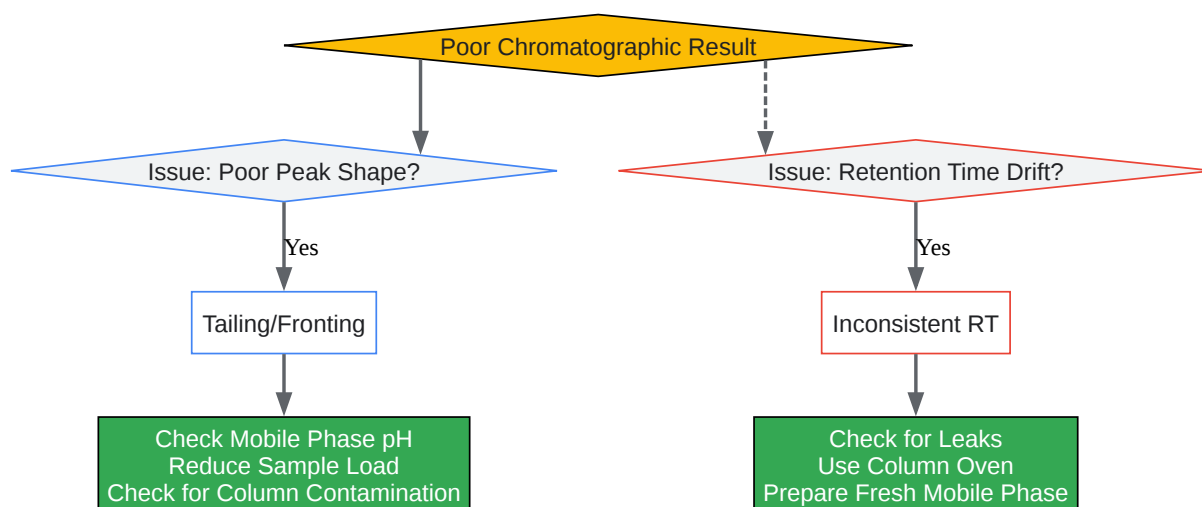 Poor Chromatographic Result
Issue: Poor Peak Shape?
Issue: Retention Time Drift?
Yes
Yes
Tailing/Fronting
Inconsistent RT
Check Mobile Phase pH
Reduce Sample Load
Check for Column Contamination
Check for Leaks
Use Column Oven
Prepare Fresh Mobile Phase